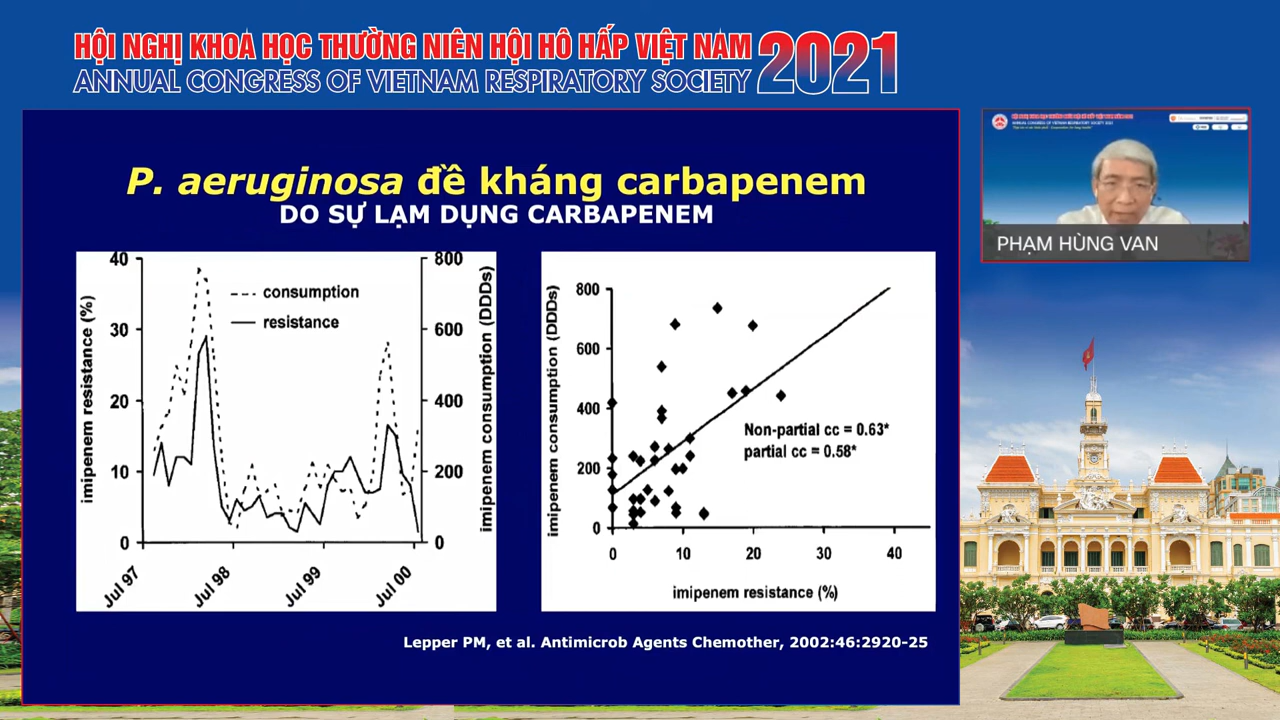 HỘI NGHỊ KHOA HỌC THƯỜNG NIÊN HỘI HÔ HẤP VIỆT NAM 2021
ANNUAL CONGRESS OF VIETNAM RESPIRATORY SOCIETY
P. aeruginosa đề kháng carbapenem
DO SỰ LẠM DỤNG CARBAPENEM
PHẠM HÙNG VAN
imipenem resistance (%)
40
30
20
10
0
consumption
resistance
800
600
400
200
0
imipenem consumption (DDDs)
Jul 97
Jul 98
Jul 99
Jul 00
imipenem consumption (DDDs)
800
600
400
200
0
Non-partial cc = 0.63*
partial cc = 0.58*
0
10
20
30
40
imipenem resistance (%)
Lepper PM, et al. Antimicrob Agents Chemother, 2002:46:2920-25